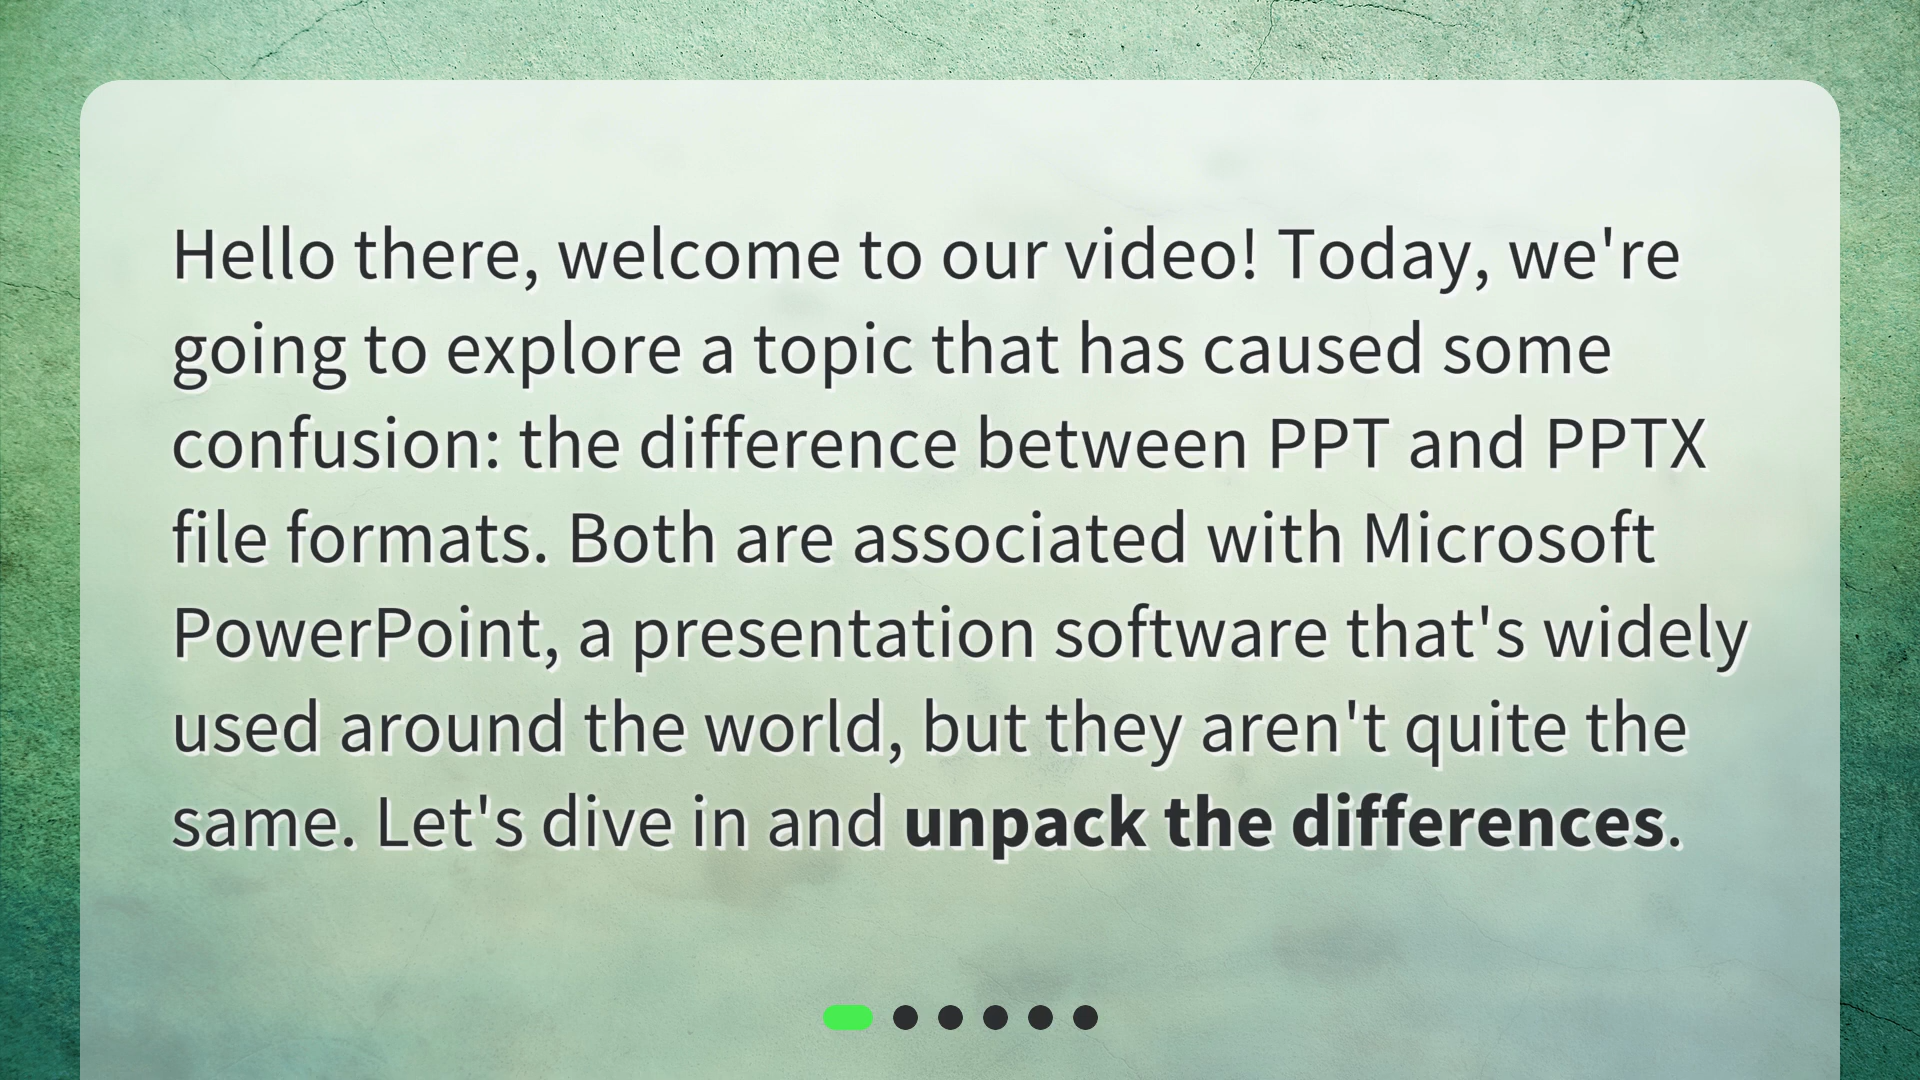 Hello there, welcome to our video! Today, we're
going to explore a topic that has caused some
confusion: the difference between PPT and PPTX
file formats. Both are associated with Microsoft
PowerPoint, a presentation software that's widely
used around the world, but they aren't quite the
same. Let's dive in and unpack the differences.